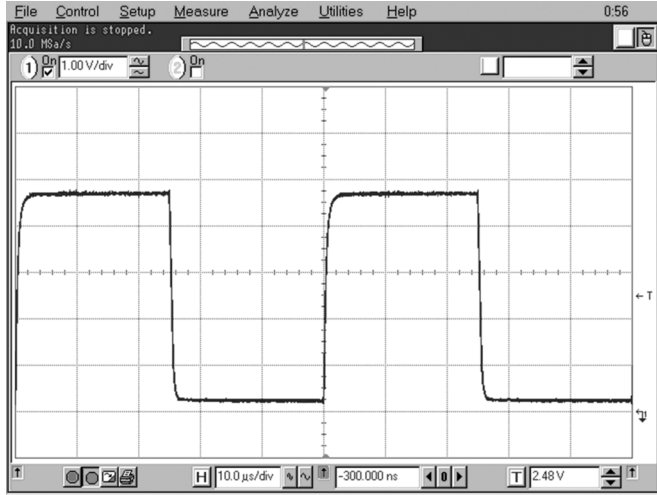 File Control Setup Measure Analyze Utilities Help 0:56
Acquisition is stopped.
10.0 MSa/s
1 On 1.00 V/div 2 On
T
H 10.0 µs/div -300.000 ns 0 T 2.48 V